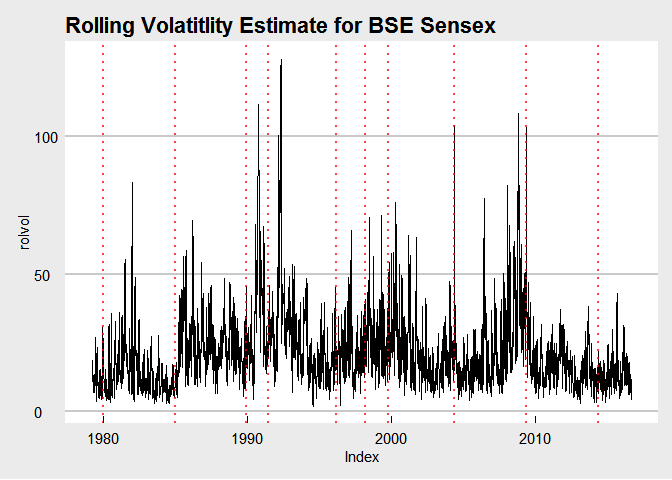 Rolling Volatitlity Estimate for BSE Sensex
rolvol
100
50
0
1980 1990 2000 2010
Index